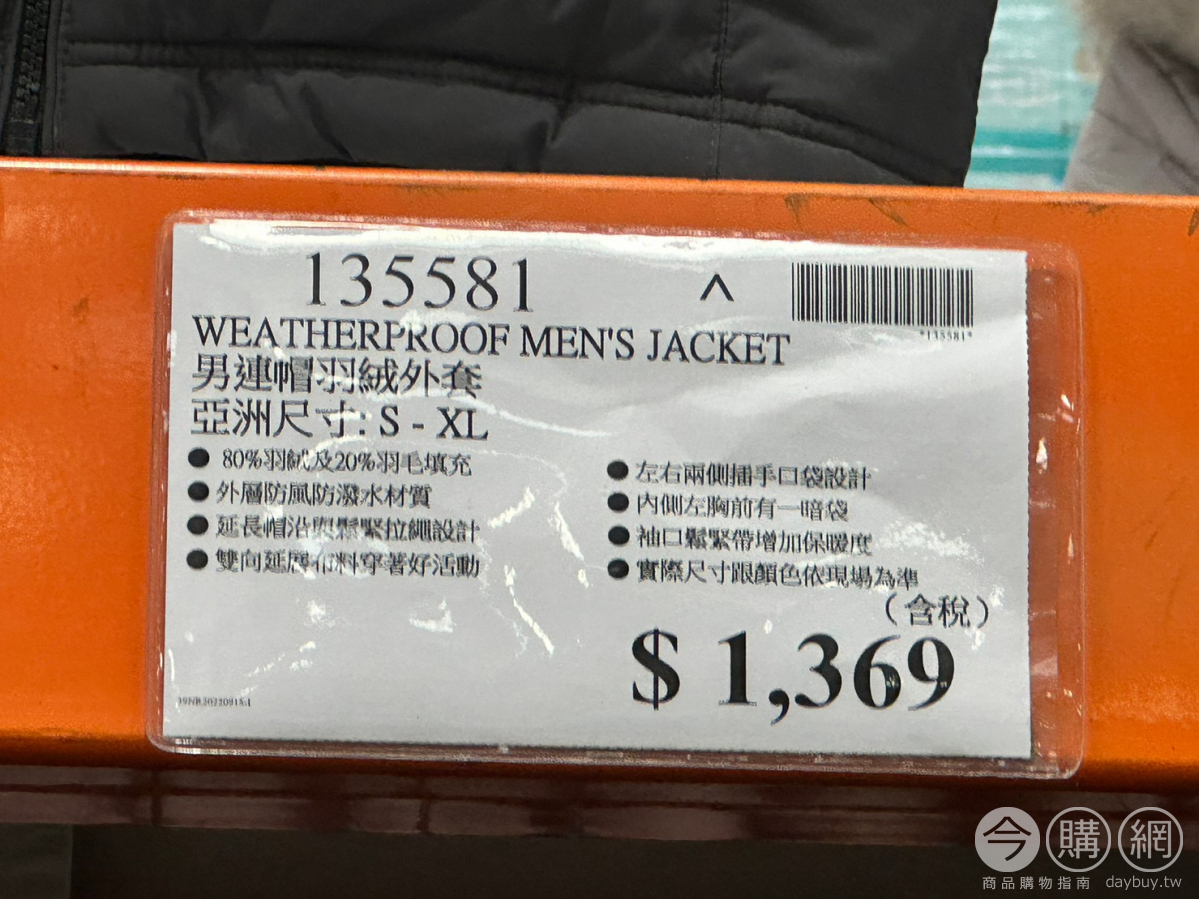 135581
^
*135581*
WEATHERPROOF MEN'S JACKET
男連帽羽絨外套
亞洲尺寸: S - XL
● 80%羽絨及20%羽毛填充
● 外層防風防潑水材質
● 延長帽沿與鬆緊拉繩設計
● 雙向延展布料穿著好活動
● 左右兩側插手口袋設計
● 內側左胸前有一暗袋
● 袖口鬆緊帶增加保暖度
● 實際尺寸跟顏色依現場為準
(含稅)
$ 1,369
今購網
商品購物指南 daybuy.tw